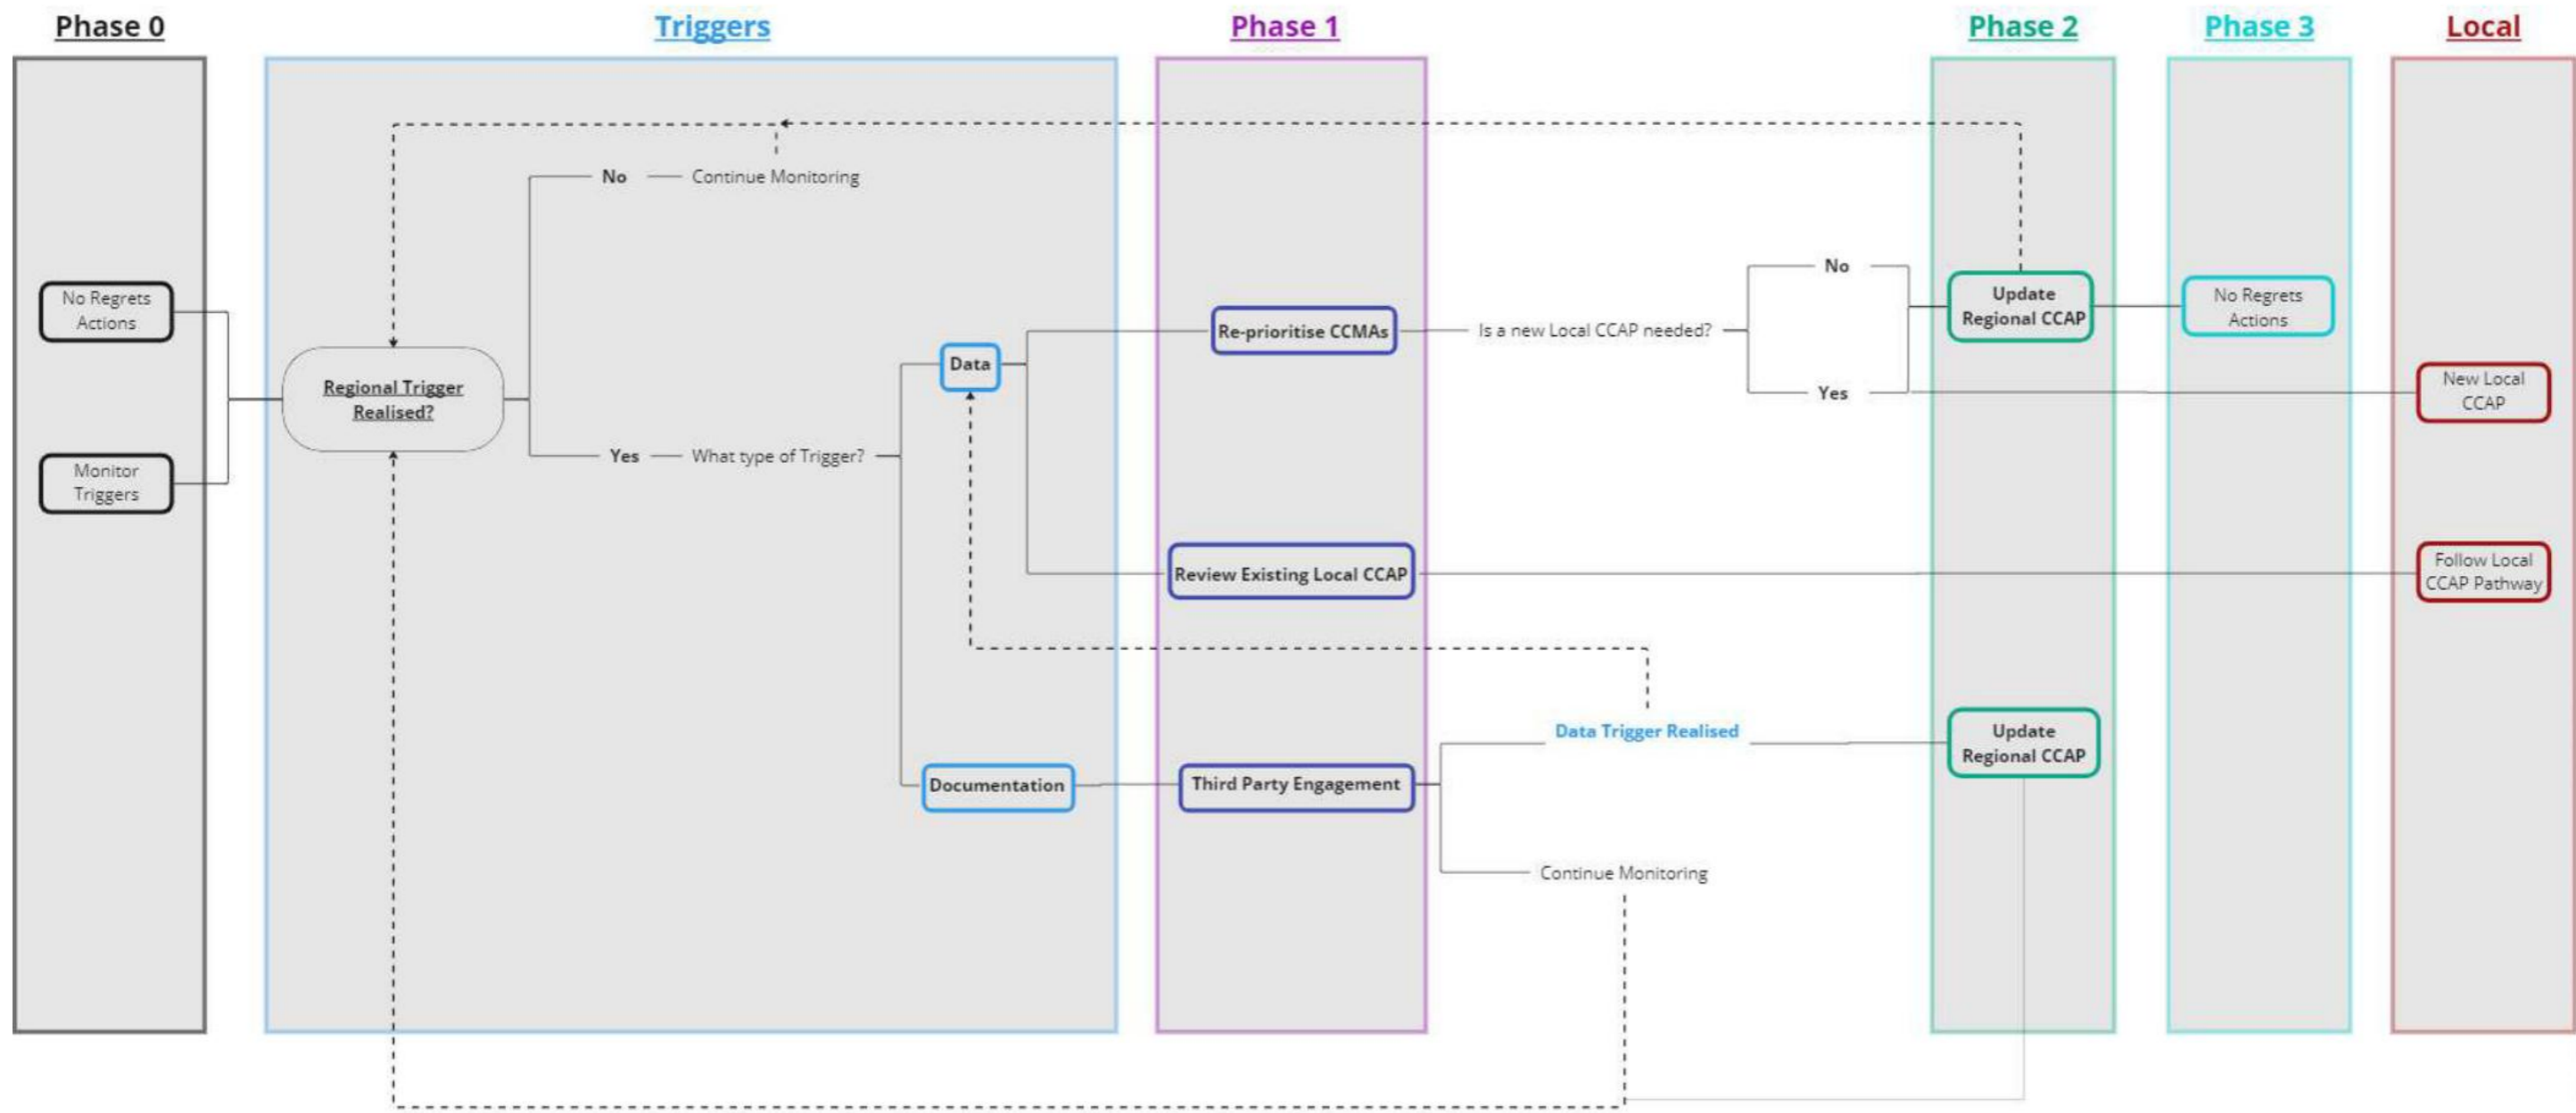 Phase 0
Triggers
Phase 1
Phase 2
Phase 3
Local
No Regrets
Actions
Monitor
Triggers
Regional Trigger
Realised?
No
Continue Monitoring
Yes
What type of Trigger?
Data
Documentation
Re-prioritise CCMAs
Review Existing Local CCAP
Third Party Engagement
Is a new Local CCAP needed?
No
Yes
Data Trigger Realised
Continue Monitoring
Update
Regional CCAP
Update
Regional CCAP
No Regrets
Actions
New Local
CCAP
Follow Local
CCAP Pathway